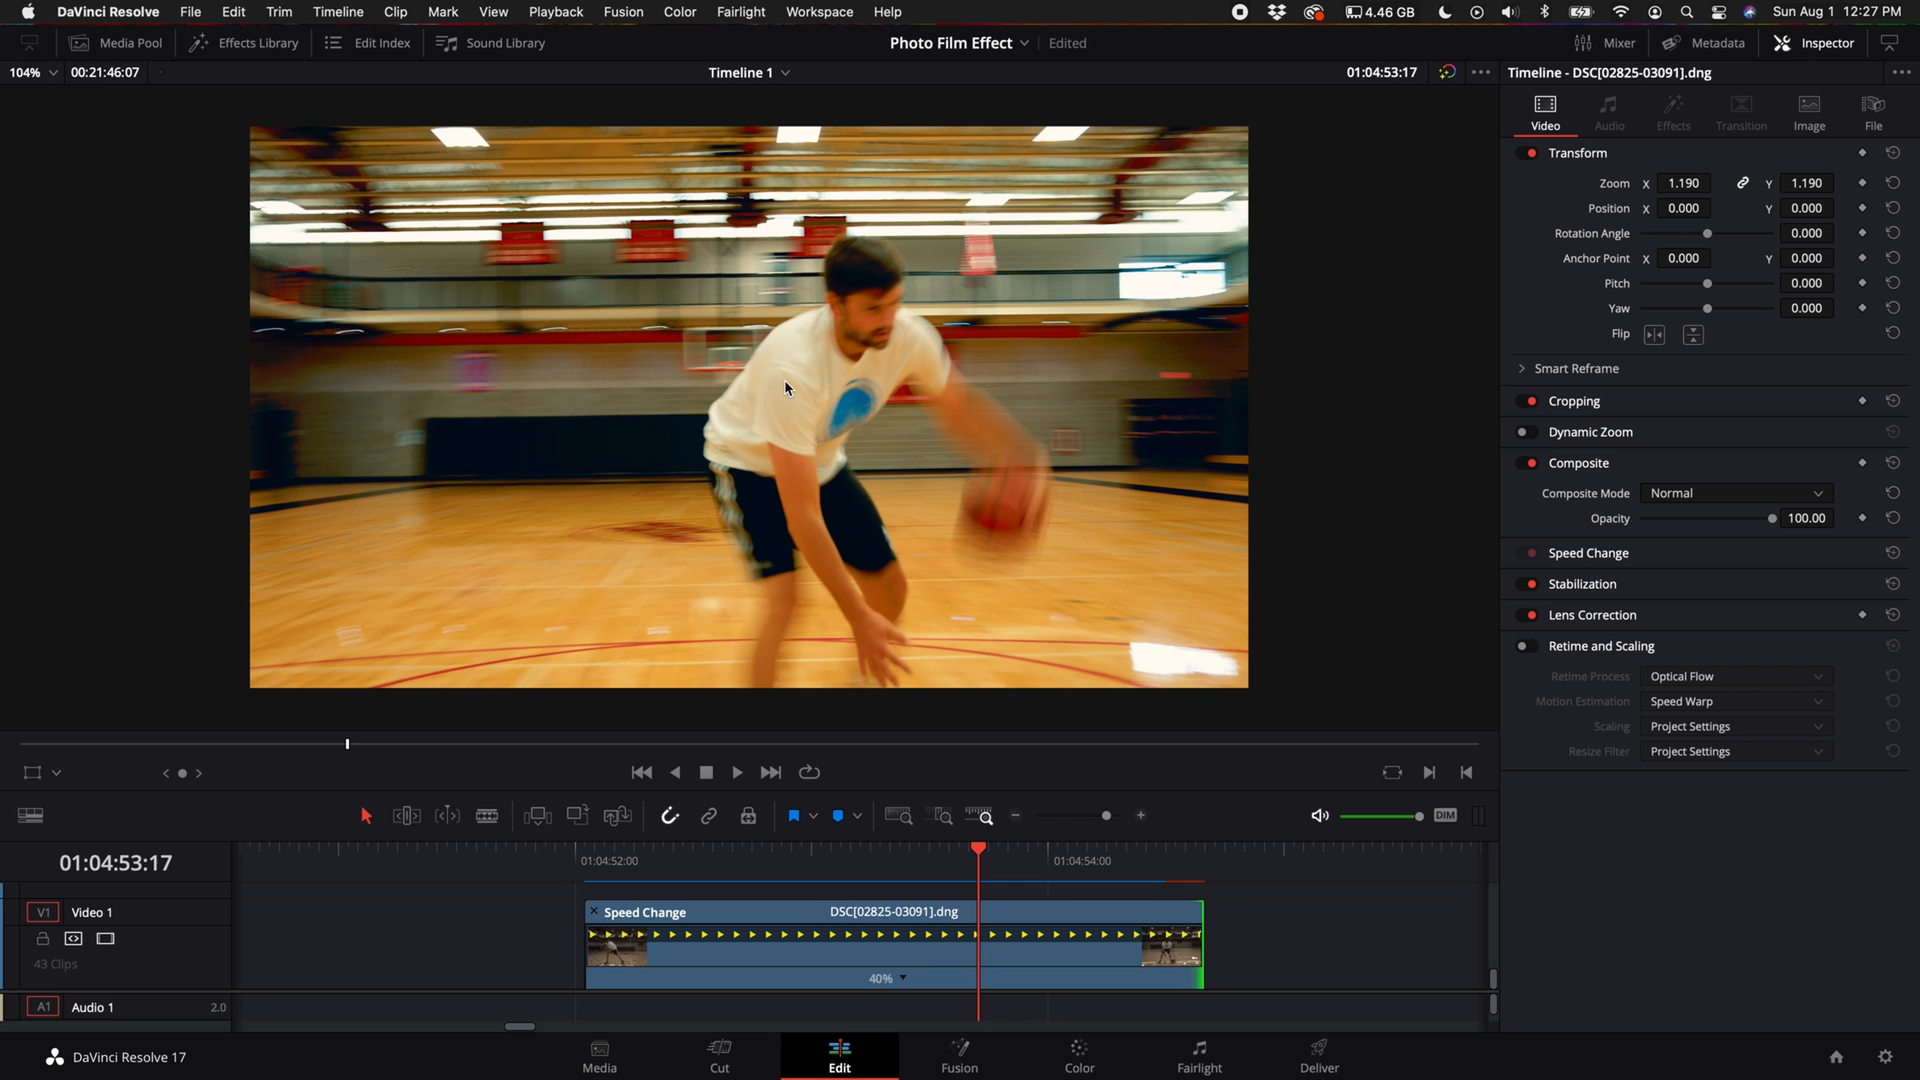 DaVinci Resolve File Edit Trim Timeline Clip Mark View Playback Fusion Color Fairlight Workspace Help 4.46 GB Sun Aug 1 12:27 PM
Media Pool Effects Library Edit Index Sound Library Photo Film Effect Edited Mixer Metadata Inspector
104% 00:21:46:07 Timeline 1 01:04:53:17 Timeline - DSC[02825-03091].dng
Video Audio Effects Transition Image File
Transform
Zoom X 1.190 Y 1.190
Position X 0.000 Y 0.000
Rotation Angle 0.000
Anchor Point X 0.000 Y 0.000
Pitch 0.000
Yaw 0.000
Flip
Smart Reframe
Cropping
Dynamic Zoom
Composite
Composite Mode Normal
Opacity 100.00
Speed Change
Stabilization
Lens Correction
Retime and Scaling
Retime Process Optical Flow
Motion Estimation Speed Warp
Scaling Project Settings
Resize Filter Project Settings
DIM
01:04:53:17 01:04:52:00 01:04:54:00
V1 Video 1 Speed Change DSC[02825-03091].dng
43 Clips
40%
A1 Audio 1 2.0
DaVinci Resolve 17 Media Cut Edit Fusion Color Fairlight Deliver